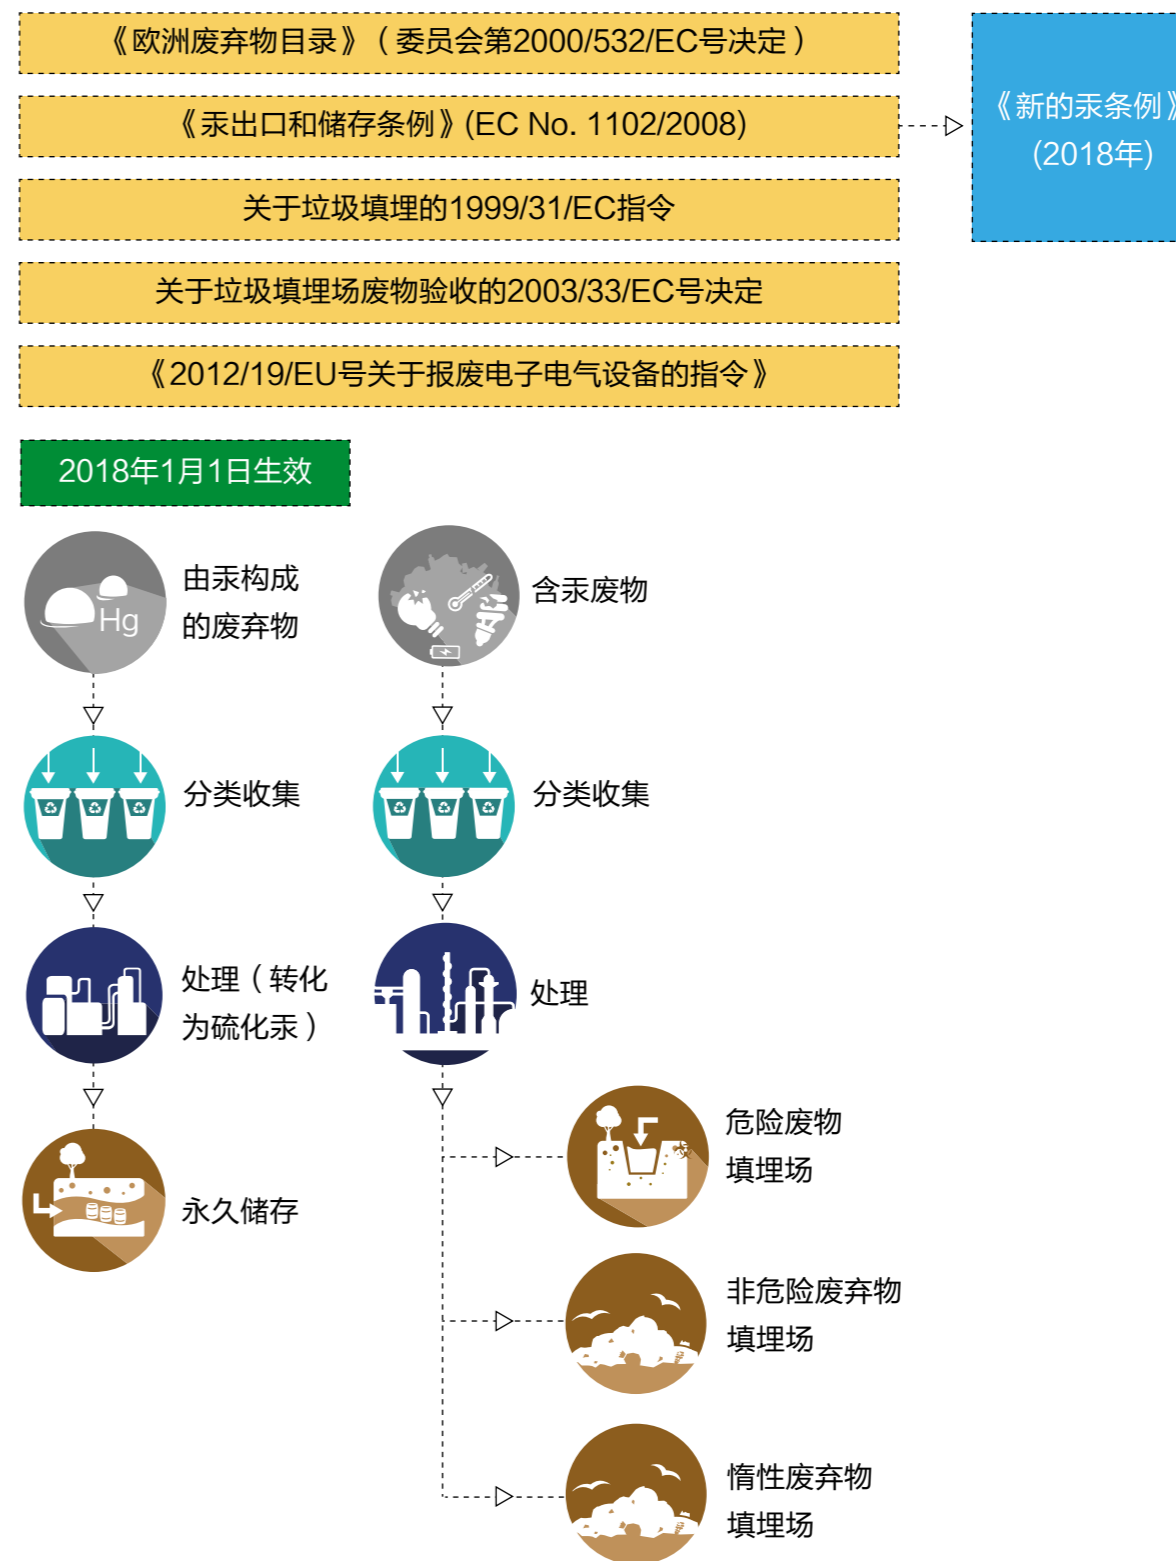 《欧洲废弃物目录》（委员会第2000/532/EC号决定）
《汞出口和储存条例》(EC No. 1102/2008)
《新的汞条例》
(2018年)
关于垃圾填埋的1999/31/EC指令
关于垃圾填埋场废物验收的2003/33/EC号决定
《2012/19/EU号关于报废电子电气设备的指令》
2018年1月1日生效
Hg
由汞构成
的废弃物
含汞废物
分类收集
分类收集
处理（转化
为硫化汞）
处理
永久储存
危险废物
填埋场
非危险废弃物
填埋场
惰性废弃物
填埋场